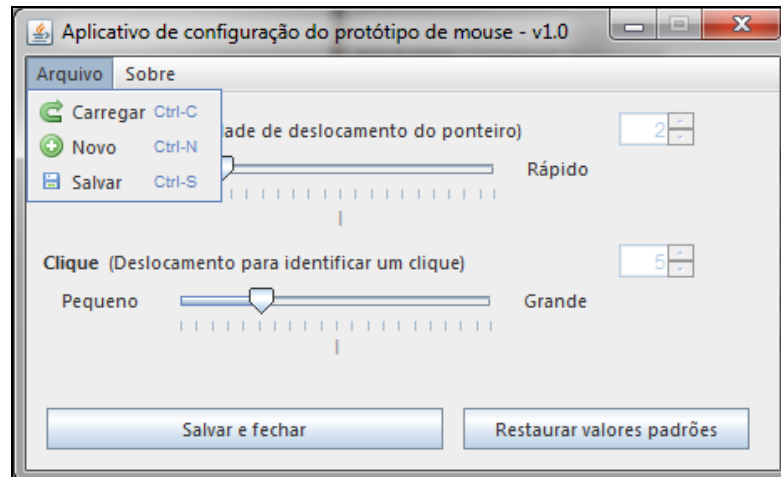 Aplicativo de configuração do protótipo de mouse - v1.0
Arquivo Sobre
Carregar Ctrl-C
Novo Ctrl-N
Salvar Ctrl-S
de deslocamento do ponteiro) 2
Rápido
Clique (Deslocamento para identificar um clique) 5
Pequeno Grande
Salvar e fechar Restaurar valores padrões